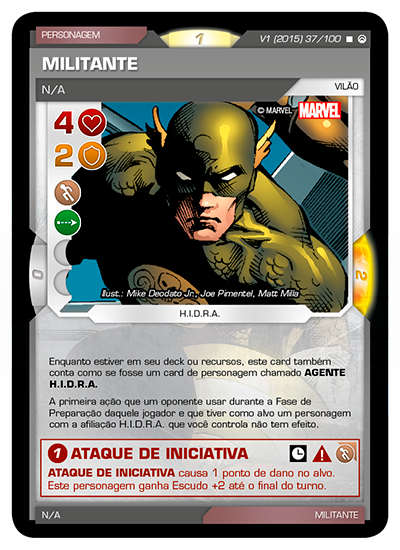 PERSONAGEM
1
V1 (2015) 37/100
MILITANTE
N/A
VILÃO
© MARVEL MARVEL
4
2
0
2
Illust.: Mike Deodato Jr., Joe Pimentel, Matt Milla
H.I.D.R.A.
Enquanto estiver em seu deck ou recursos, este card também
conta como se fosse um card de personagem chamado AGENTE
H.I.D.R.A.
A primeira ação que um oponente usar durante a Fase de
Preparação daquele jogador e que tiver como alvo um personagem
com a afiliação H.I.D.R.A. que você controla não tem efeito.
1 ATAQUE DE INICIATIVA
ATAQUE DE INICIATIVA causa 1 ponto de dano no alvo.
Este personagem ganha Escudo +2 até o final do turno.
N/A
MILITANTE